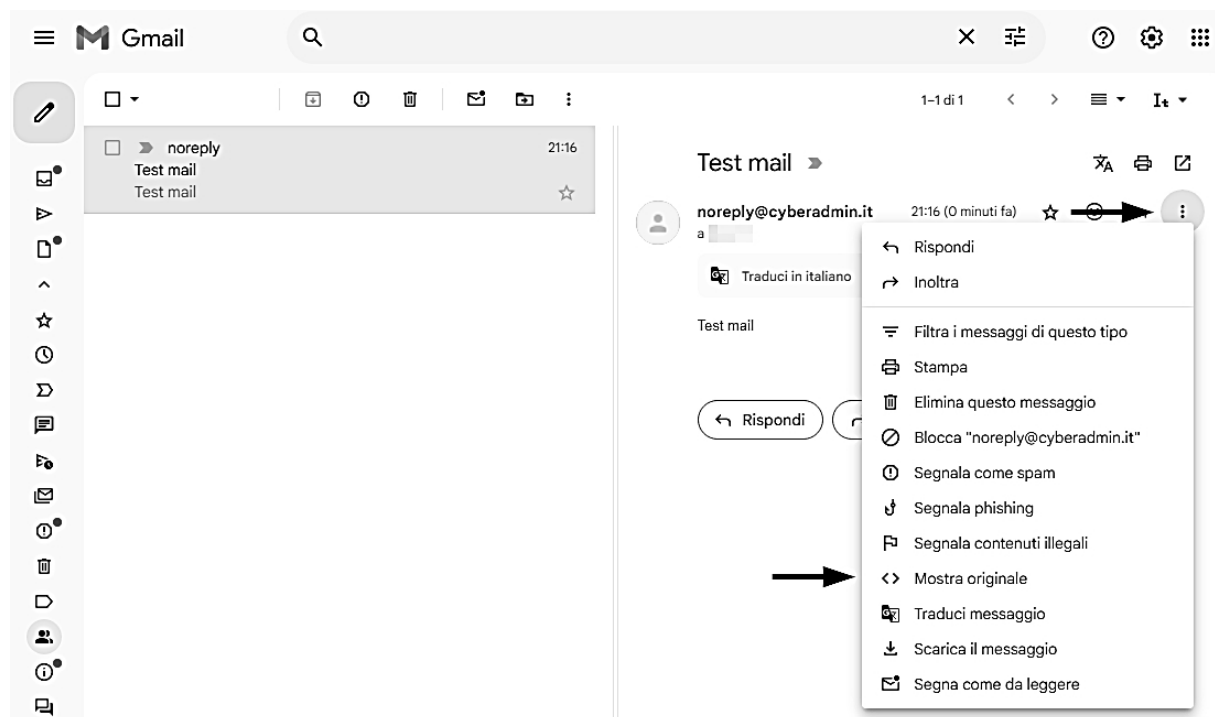 Gmail
1–1 di 1
noreply 21:16
Test mail
Test mail
Test mail
noreply@cyberadmin.it 21:16 (0 minuti fa)
a
Traduci in italiano
Test mail
Rispondi
Rispondi
Inoltra
Filtra i messaggi di questo tipo
Stampa
Elimina questo messaggio
Blocca "noreply@cyberadmin.it"
Segnala come spam
Segnala phishing
Segnala contenuti illegali
Mostra originale
Traduci messaggio
Scarica il messaggio
Segna come da leggere